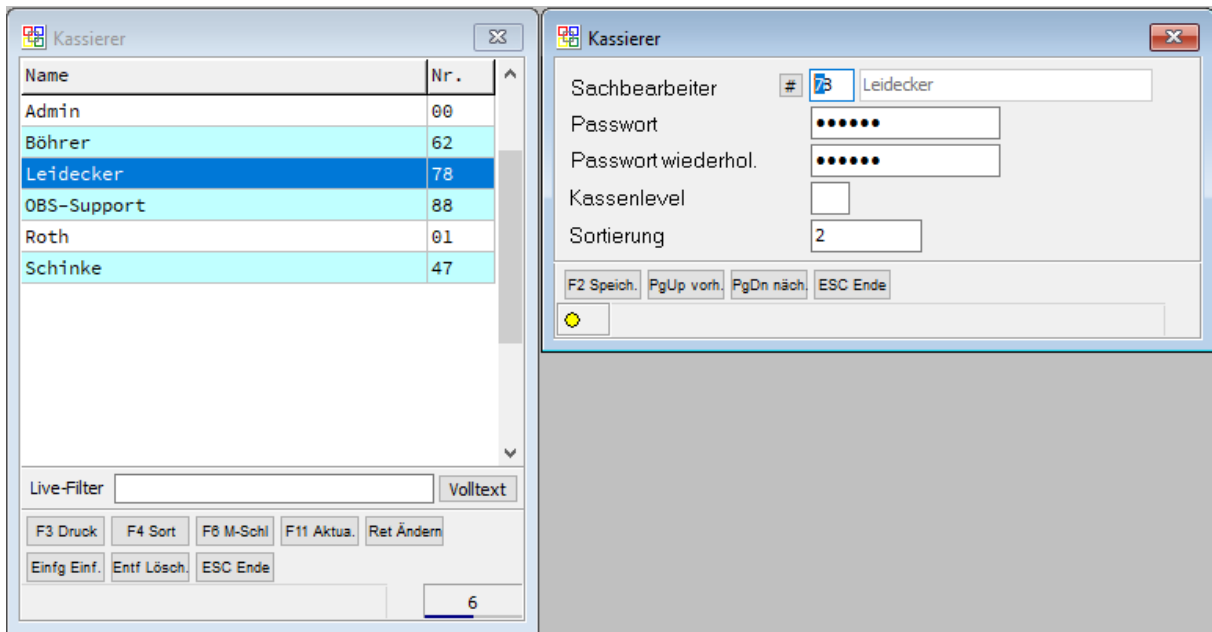 Kassierer
Name Nr.
Admin 00
Böhrer 62
Leidecker 78
OBS-Support 88
Roth 01
Schinke 47
Live-Filter Volltext
F3 Druck F4 Sort F6 M-Schl F11 Aktua. Ret Ändern
Einfg Einf. Entf Lösch. ESC Ende
6
Kassierer
Sachbearbeiter # 78 Leidecker
Passwort ••••••
Passwort wiederhol. ••••••
Kassenlevel
Sortierung 2
F2 Speich. PgUp vorh. PgDn näch. ESC Ende